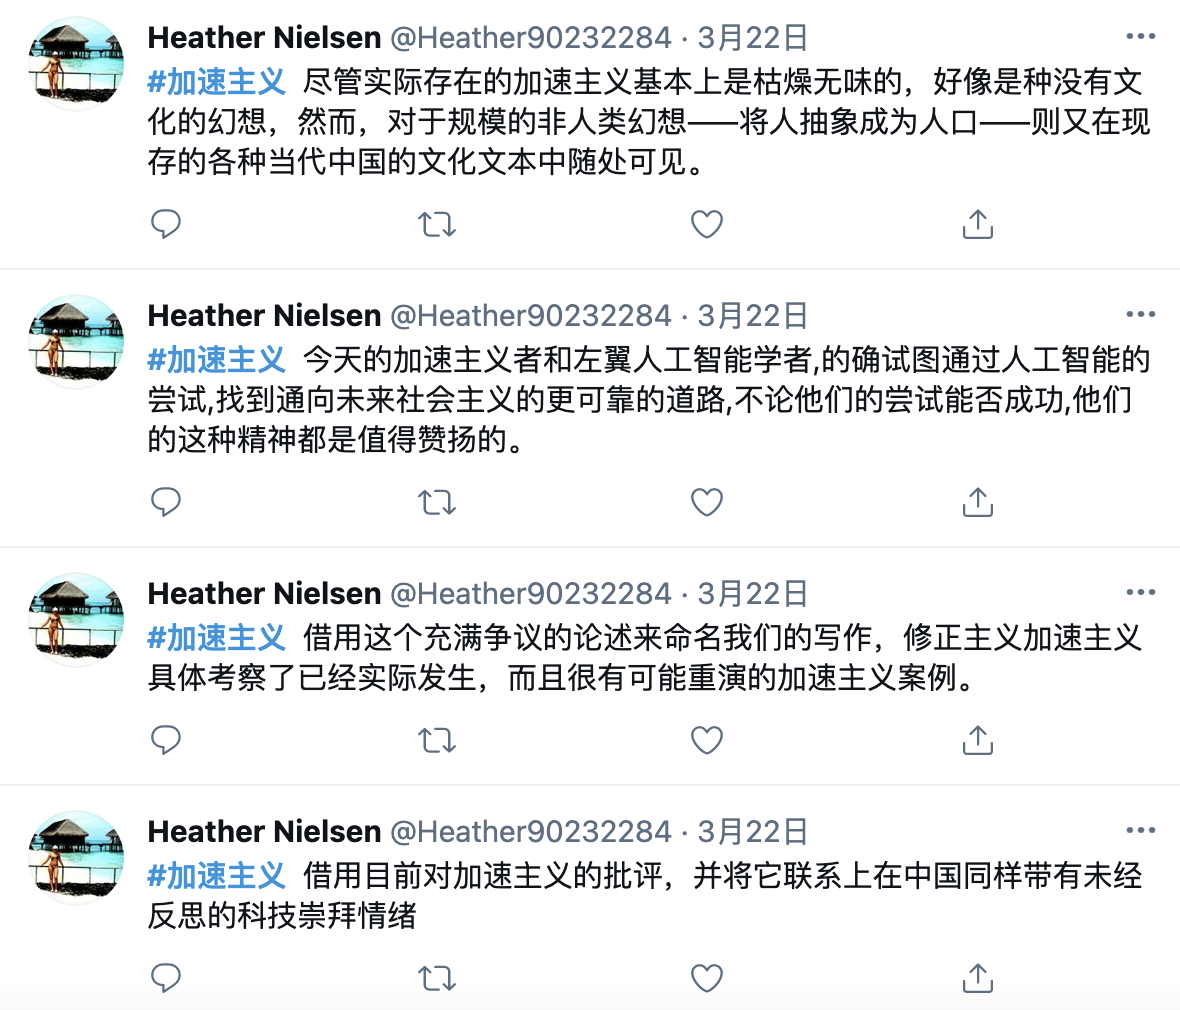 Heather Nielsen @Heather90232284 · 3月22日
#加速主义 尽管实际存在的加速主义基本上是枯燥无味的，好像是种没有文
化的幻想，然而，对于规模的非人类幻想——将人抽象成为人口——则又在现
存的各种当代中国的文化文本中随处可见。
Heather Nielsen @Heather90232284 · 3月22日
#加速主义 今天的加速主义者和左翼人工智能学者,的确试图通过人工智能的
尝试,找到通向未来社会主义的更可靠的道路,不论他们的尝试能否成功,他们
的这种精神都是值得赞扬的。
Heather Nielsen @Heather90232284 · 3月22日
#加速主义 借用这个充满争议的论述来命名我们的写作，修正主义加速主义
具体考察了已经实际发生，而且很有可能重演的加速主义案例。
Heather Nielsen @Heather90232284 · 3月22日
#加速主义 借用目前对加速主义的批评，并将它联系上在中国同样带有未经
反思的科技崇拜情绪